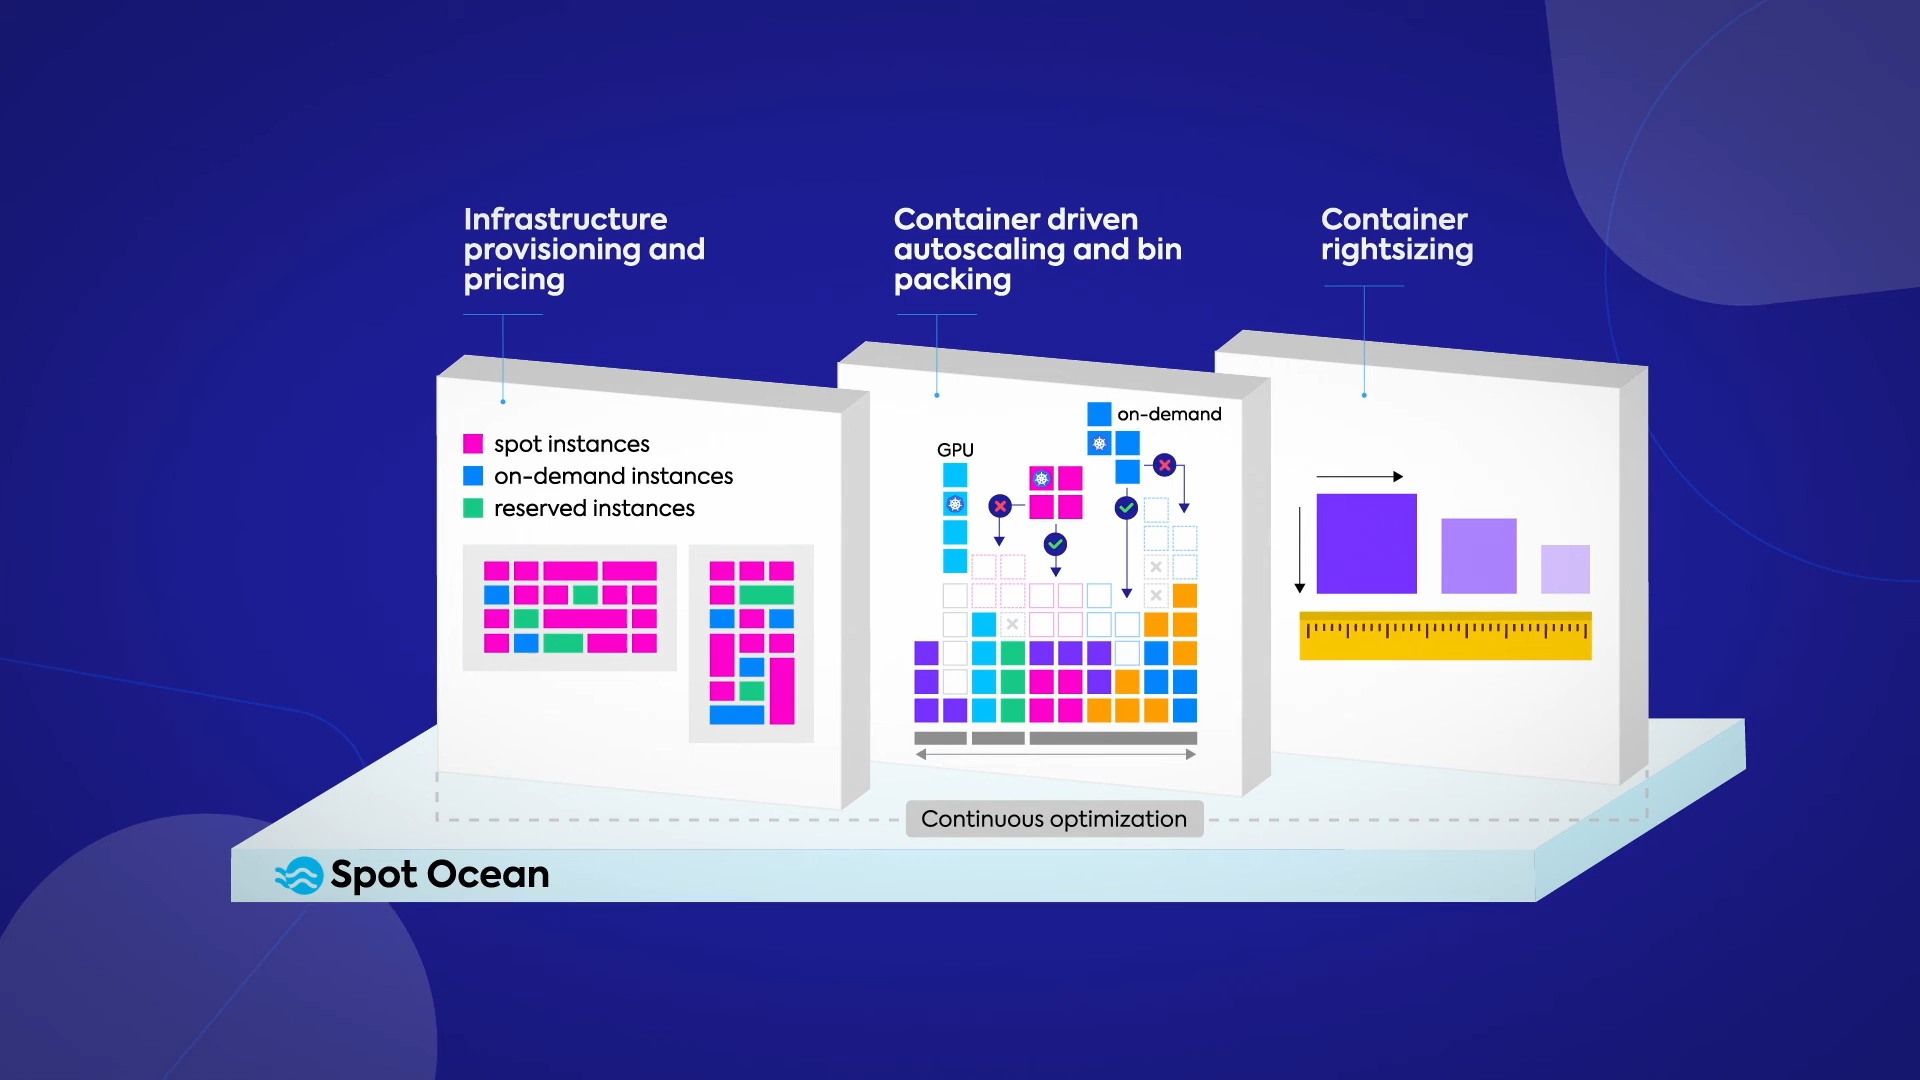 Infrastructure
provisioning and
pricing
Container driven
autoscaling and bin
packing
Container
rightsizing
spot instances
on-demand instances
reserved instances
on-demand
GPU
Continuous optimization
Spot Ocean